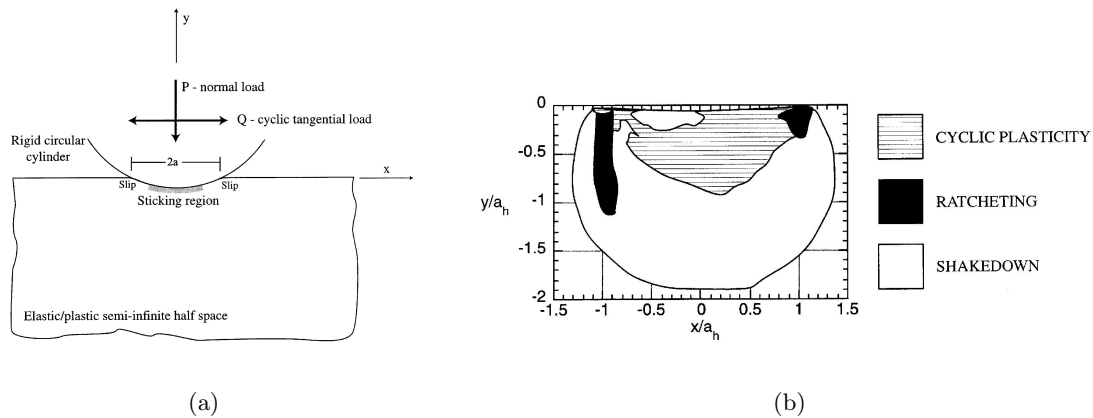 y
P - normal load
Q - cyclic tangential load
Rigid circular
cylinder
2a
x
Slip
Slip
Sticking region
Elastic/plastic semi-infinite half space
(a)
0
-0.5
-1
-1.5
-2
y/a_h
-1.5 -1 -0.5 0 0.5 1 1.5
x/a_h
CYCLIC PLASTICITY
RATCHETING
SHAKEDOWN
(b)